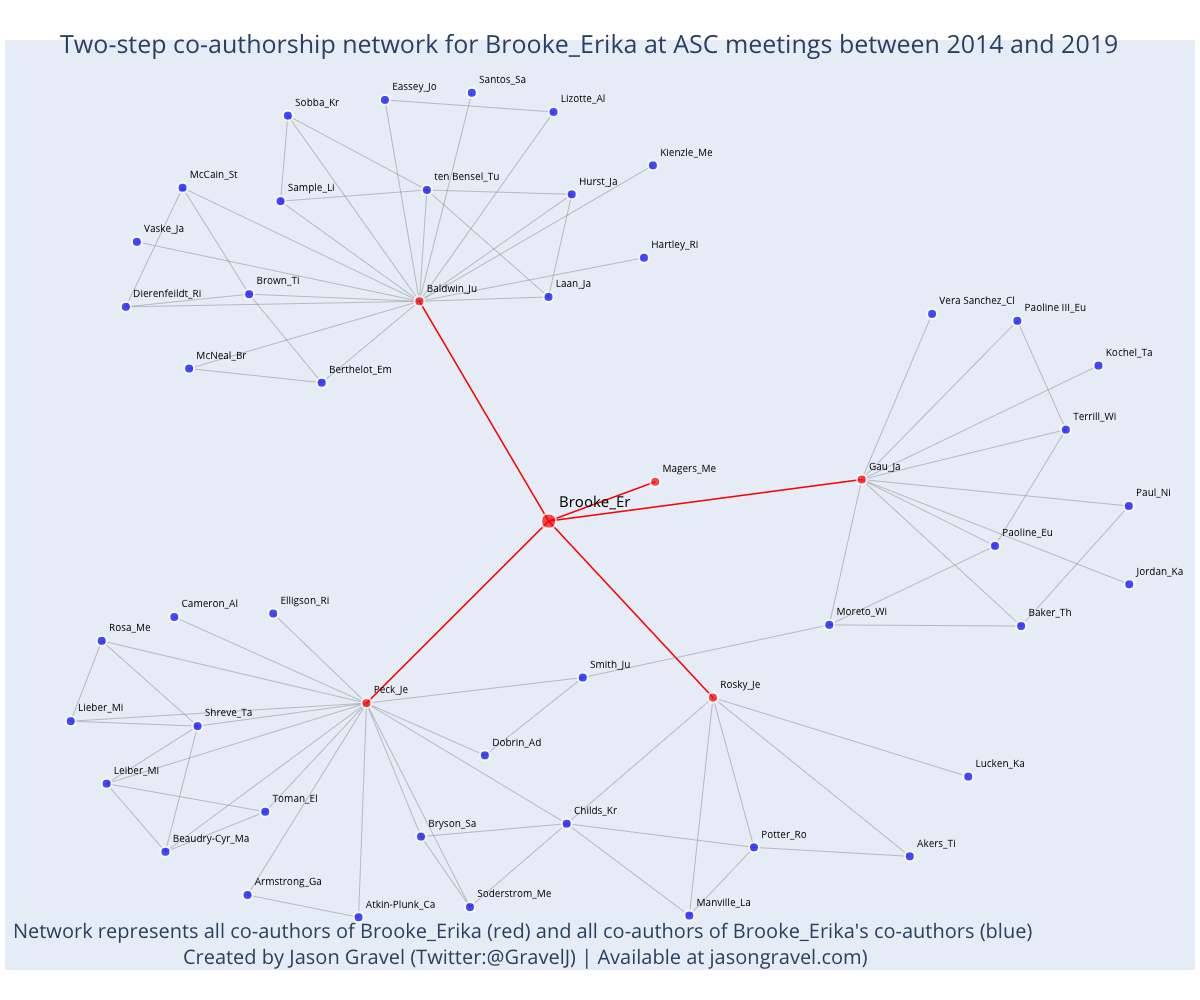 Two-step co-authorship network for Brooke_Erika at ASC meetings between 2014 and 2019
Santos_Sa
Eassey_Jo
Lizotte_Al
Sobba_Kr
Kienzle_Me
McCain_St
ten Bensel_Tu
Hurst_Ja
Sample_Li
Vaske_Ja
Hartley_Ri
Brown_Ti
Laan_Ja
Baldwin_Ju
Dierenfeildt_Ri
Vera Sanchez_Cl
Paoline III_Eu
McNeal_Br
Kochel_Ta
Berthelot_Em
Terrill_Wi
Magers_Me
Gau_Ja
Paul_Ni
Brooke_Er
Paoline_Eu
Jordan_Ka
Elligson_Ri
Cameron_Al
Moreto_Wi
Baker_Th
Rosa_Me
Smith_Ju
Rosky_Je
Peck_Je
Lieber_Mi
Shreve_Ta
Dobrin_Ad
Lucken_Ka
Leiber_Mi
Toman_El
Childs_Kr
Bryson_Sa
Potter_Ro
Beaudry-Cyr_Ma
Akers_Ti
Armstrong_Ga
Soderstrom_Me
Atkin-Plunk_Ca
Manville_La
Network represents all co-authors of Brooke_Erika (red) and all co-authors of Brooke_Erika's co-authors (blue)
Created by Jason Gravel (Twitter:@GravelJ) | Available at jasongravel.com)